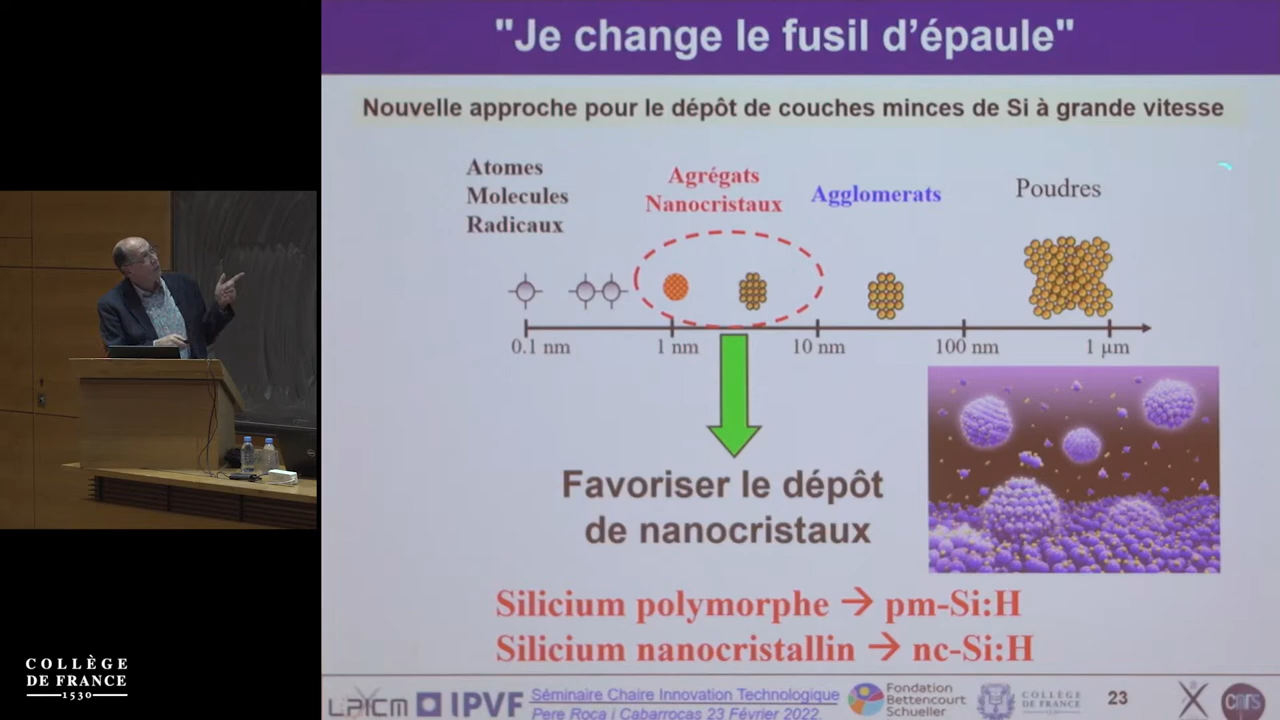 "Je change le fusil d'épaule"
Nouvelle approche pour le dépôt de couches minces de Si à grande vitesse
Atomes
Molecules
Radicaux
Agrégats
Nanocristaux
Agglomerats
Poudres
0.1 nm
1 nm
10 nm
100 nm
1 µm
Favoriser le dépôt
de nanocristaux
Silicium polymorphe → pm-Si:H
Silicium nanocristallin → nc-Si:H
COLLÈGE
DE FRANCE
1530
LPICM
IPVF
Séminaire Chaire Innovation Technologique
Pere Roca i Cabarrocas 23 Février 2022.
Fondation
Bettencourt
Schueller
COLLÈGE
DE FRANCE
23
X
cnrs